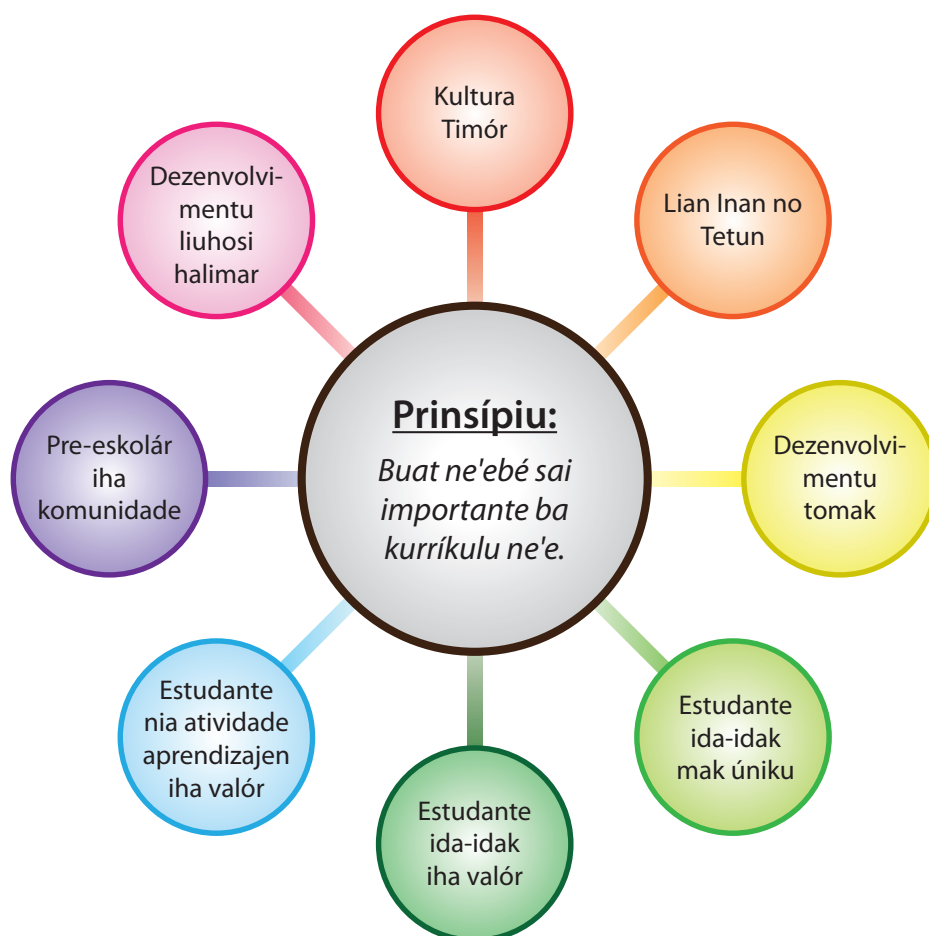 Prinsípiu:
Buat ne'ebé sai
importante ba
kurríkulu ne'e.
Kultura
Timór
Lian Inan no
Tetun
Dezenvolvi-
mentu
tomak
Estudante
ida-idak
mak úniku
Estudante
ida-idak
iha valór
Estudante
nia atividade
aprendizajen
iha valór
Pre-eskolár
iha
komunidade
Dezenvolvi-
mentu
liuhosi
halimar